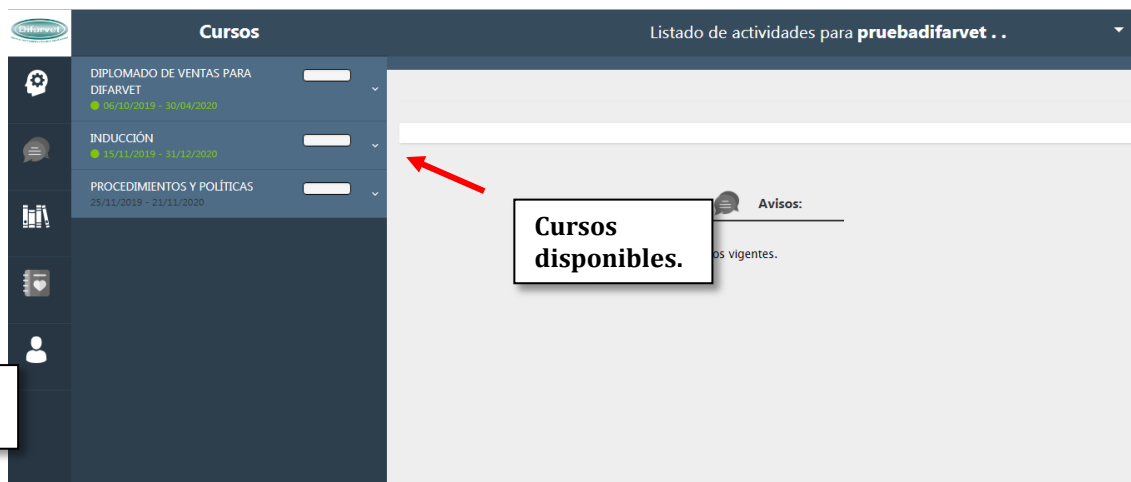 Difarvet
Cursos
Listado de actividades para pruebadifarvet . .
DIPLOMADO DE VENTAS PARA
DIFARVET
06/10/2019 - 30/04/2020
INDUCCIÓN
15/11/2019 - 31/12/2020
PROCEDIMIENTOS Y POLÍTICAS
25/11/2019 - 21/11/2020
Avisos:
Cursos
disponibles.
os vigentes.